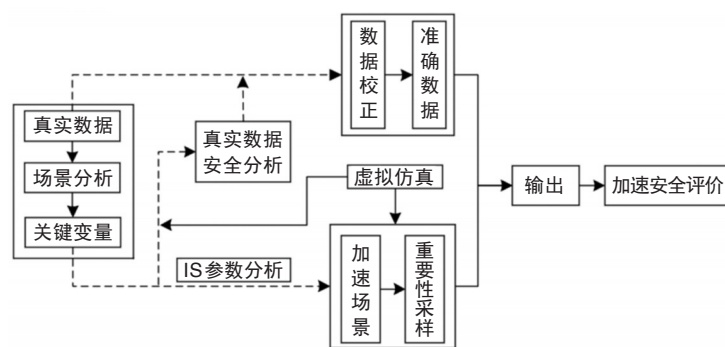 真实数据
场景分析
关键变量
真实数据
安全分析
IS参数分析
数据校正
准确数据
虚拟仿真
加速场景
重要性采样
输出
加速安全评价